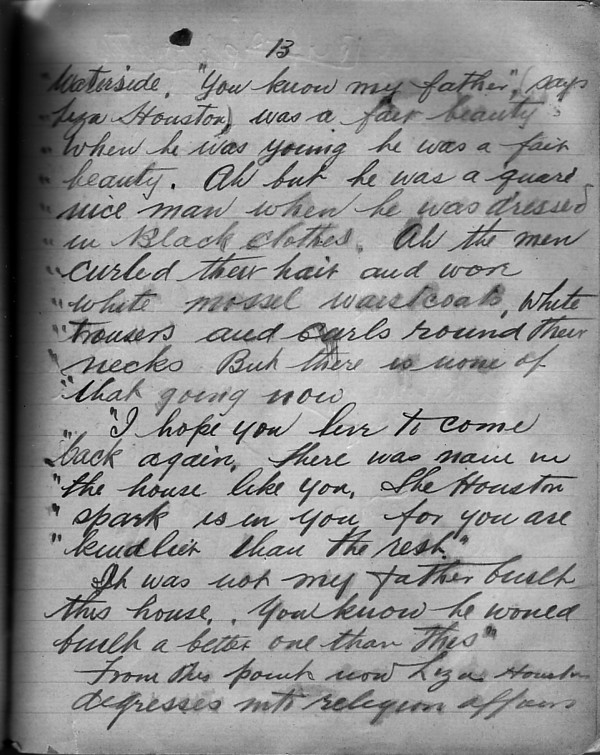 13
Waterside. "You know my father", (says
" Liza Houston) was a fair beauty
" when he was young he was a fair
" beauty. Ah but he was a quare
" nice man when he was dressed
" in Black clothes. Ah the men
" curled their hair and wore
" white mossel waistcoats, white
" trousers and curls round their
" necks But there is none of
" that going now
"I hope you live to come
" back again. There was nain in
" the house like you. The Houston
" spark is in you for you are
" kindlier than the rest."
It was not my father built
this house. You know he would
built a better one than this"
From this point now Liza Houston
degresses into relegion affairs